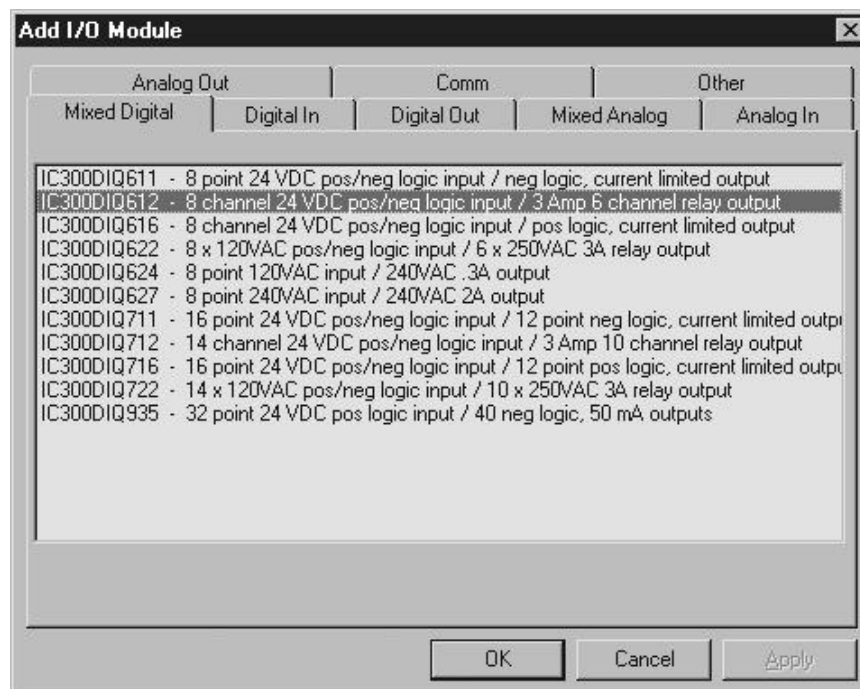 Add I/O Module
Analog Out Comm Other
Mixed Digital Digital In Digital Out Mixed Analog Analog In
IC300DIQ611 - 8 point 24 VDC pos/neg logic input / neg logic, current limited output
IC300DIQ612 - 8 channel 24 VDC pos/neg logic input / 3 Amp 6 channel relay output
IC300DIQ616 - 8 channel 24 VDC pos/neg logic input / pos logic, current limited output
IC300DIQ622 - 8 x 120VAC pos/neg logic input / 6 x 250VAC 3A relay output
IC300DIQ624 - 8 point 120VAC input / 240VAC .3A output
IC300DIQ627 - 8 point 240VAC input / 240VAC 2A output
IC300DIQ711 - 16 point 24 VDC pos/neg logic input / 12 point neg logic, current limited outpu
IC300DIQ712 - 14 channel 24 VDC pos/neg logic input / 3 Amp 10 channel relay output
IC300DIQ716 - 16 point 24 VDC pos/neg logic input / 12 point pos logic, current limited outpu
IC300DIQ722 - 14 x 120VAC pos/neg logic input / 10 x 250VAC 3A relay output
IC300DIQ935 - 32 point 24 VDC pos logic input / 40 neg logic, 50 mA outputs
OK Cancel Apply